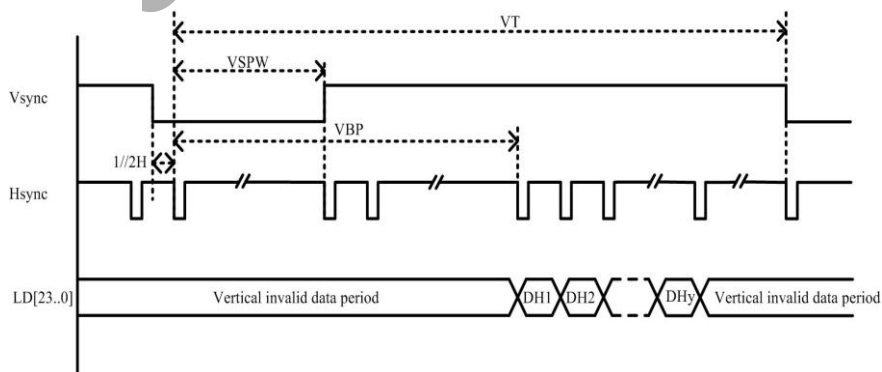 VT
VSPW
Vsync
VBP
1//2H
Hsync
LD[23..0]
Vertical invalid data period
DH1
DH2
DHy
Vertical invalid data period